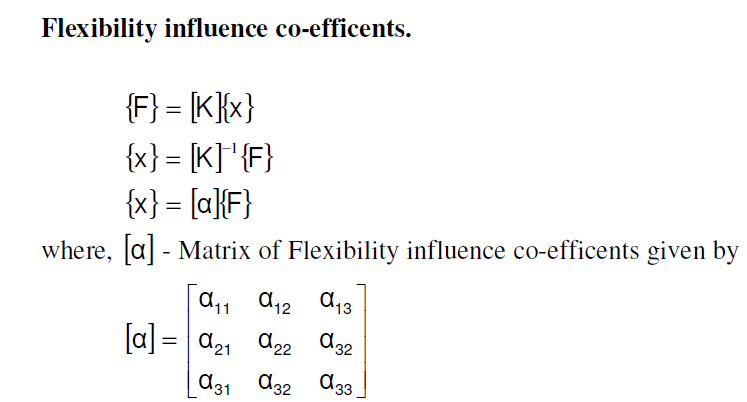 Flexibility influence co-efficents.
{F} = [K]{x}
{x} = [K]⁻¹{F}
{x} = [α]{F}
where, [α] - Matrix of Flexibility influence co-efficents given by
α₁₁ α₁₂ α₁₃
[α] = α₂₁ α₂₂ α₃₂
α₃₁ α₃₂ α₃₃